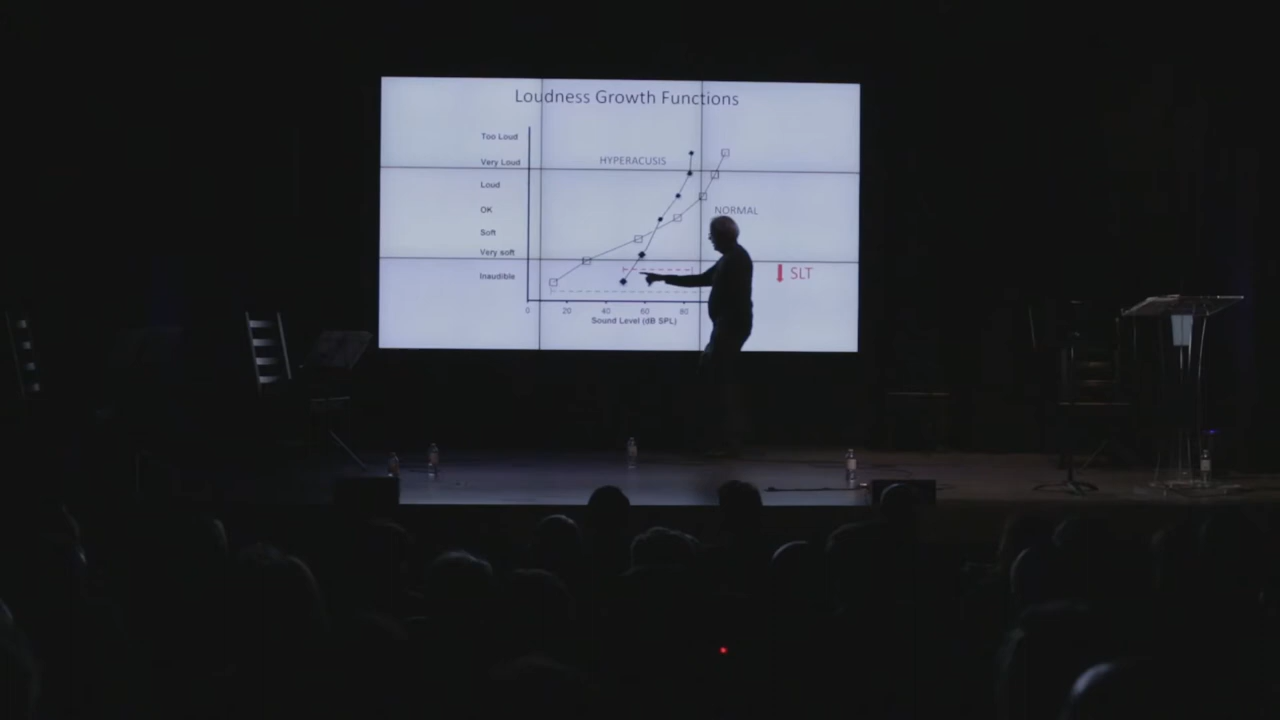 Loudness Growth Functions
Too Loud
Very Loud
HYPERACUSIS
Loud
OK
NORMAL
Soft
Very soft
Inaudible
SLT
0 20 40 60 80
Sound Level (dB SPL)